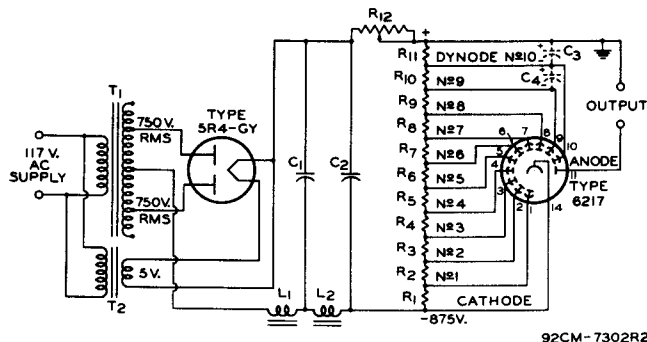 R12
+
R11
DYNODE №10
C3
R10
№9
C4
R9
№8
R8
№7
R7
№6
R6
№5
R5
№4
R4
№3
R3
№2
R2
№1
R1
CATHODE
-875V.
T1
750 V.
RMS
TYPE
5R4-GY
117 V.
AC
SUPPLY
750V.
RMS
5 V.
T2
C1
C2
L1
L2
OUTPUT
6 7 8 9 10
5
4
3
2 1 14
11
ANODE
TYPE
6217
92CM-7302R2